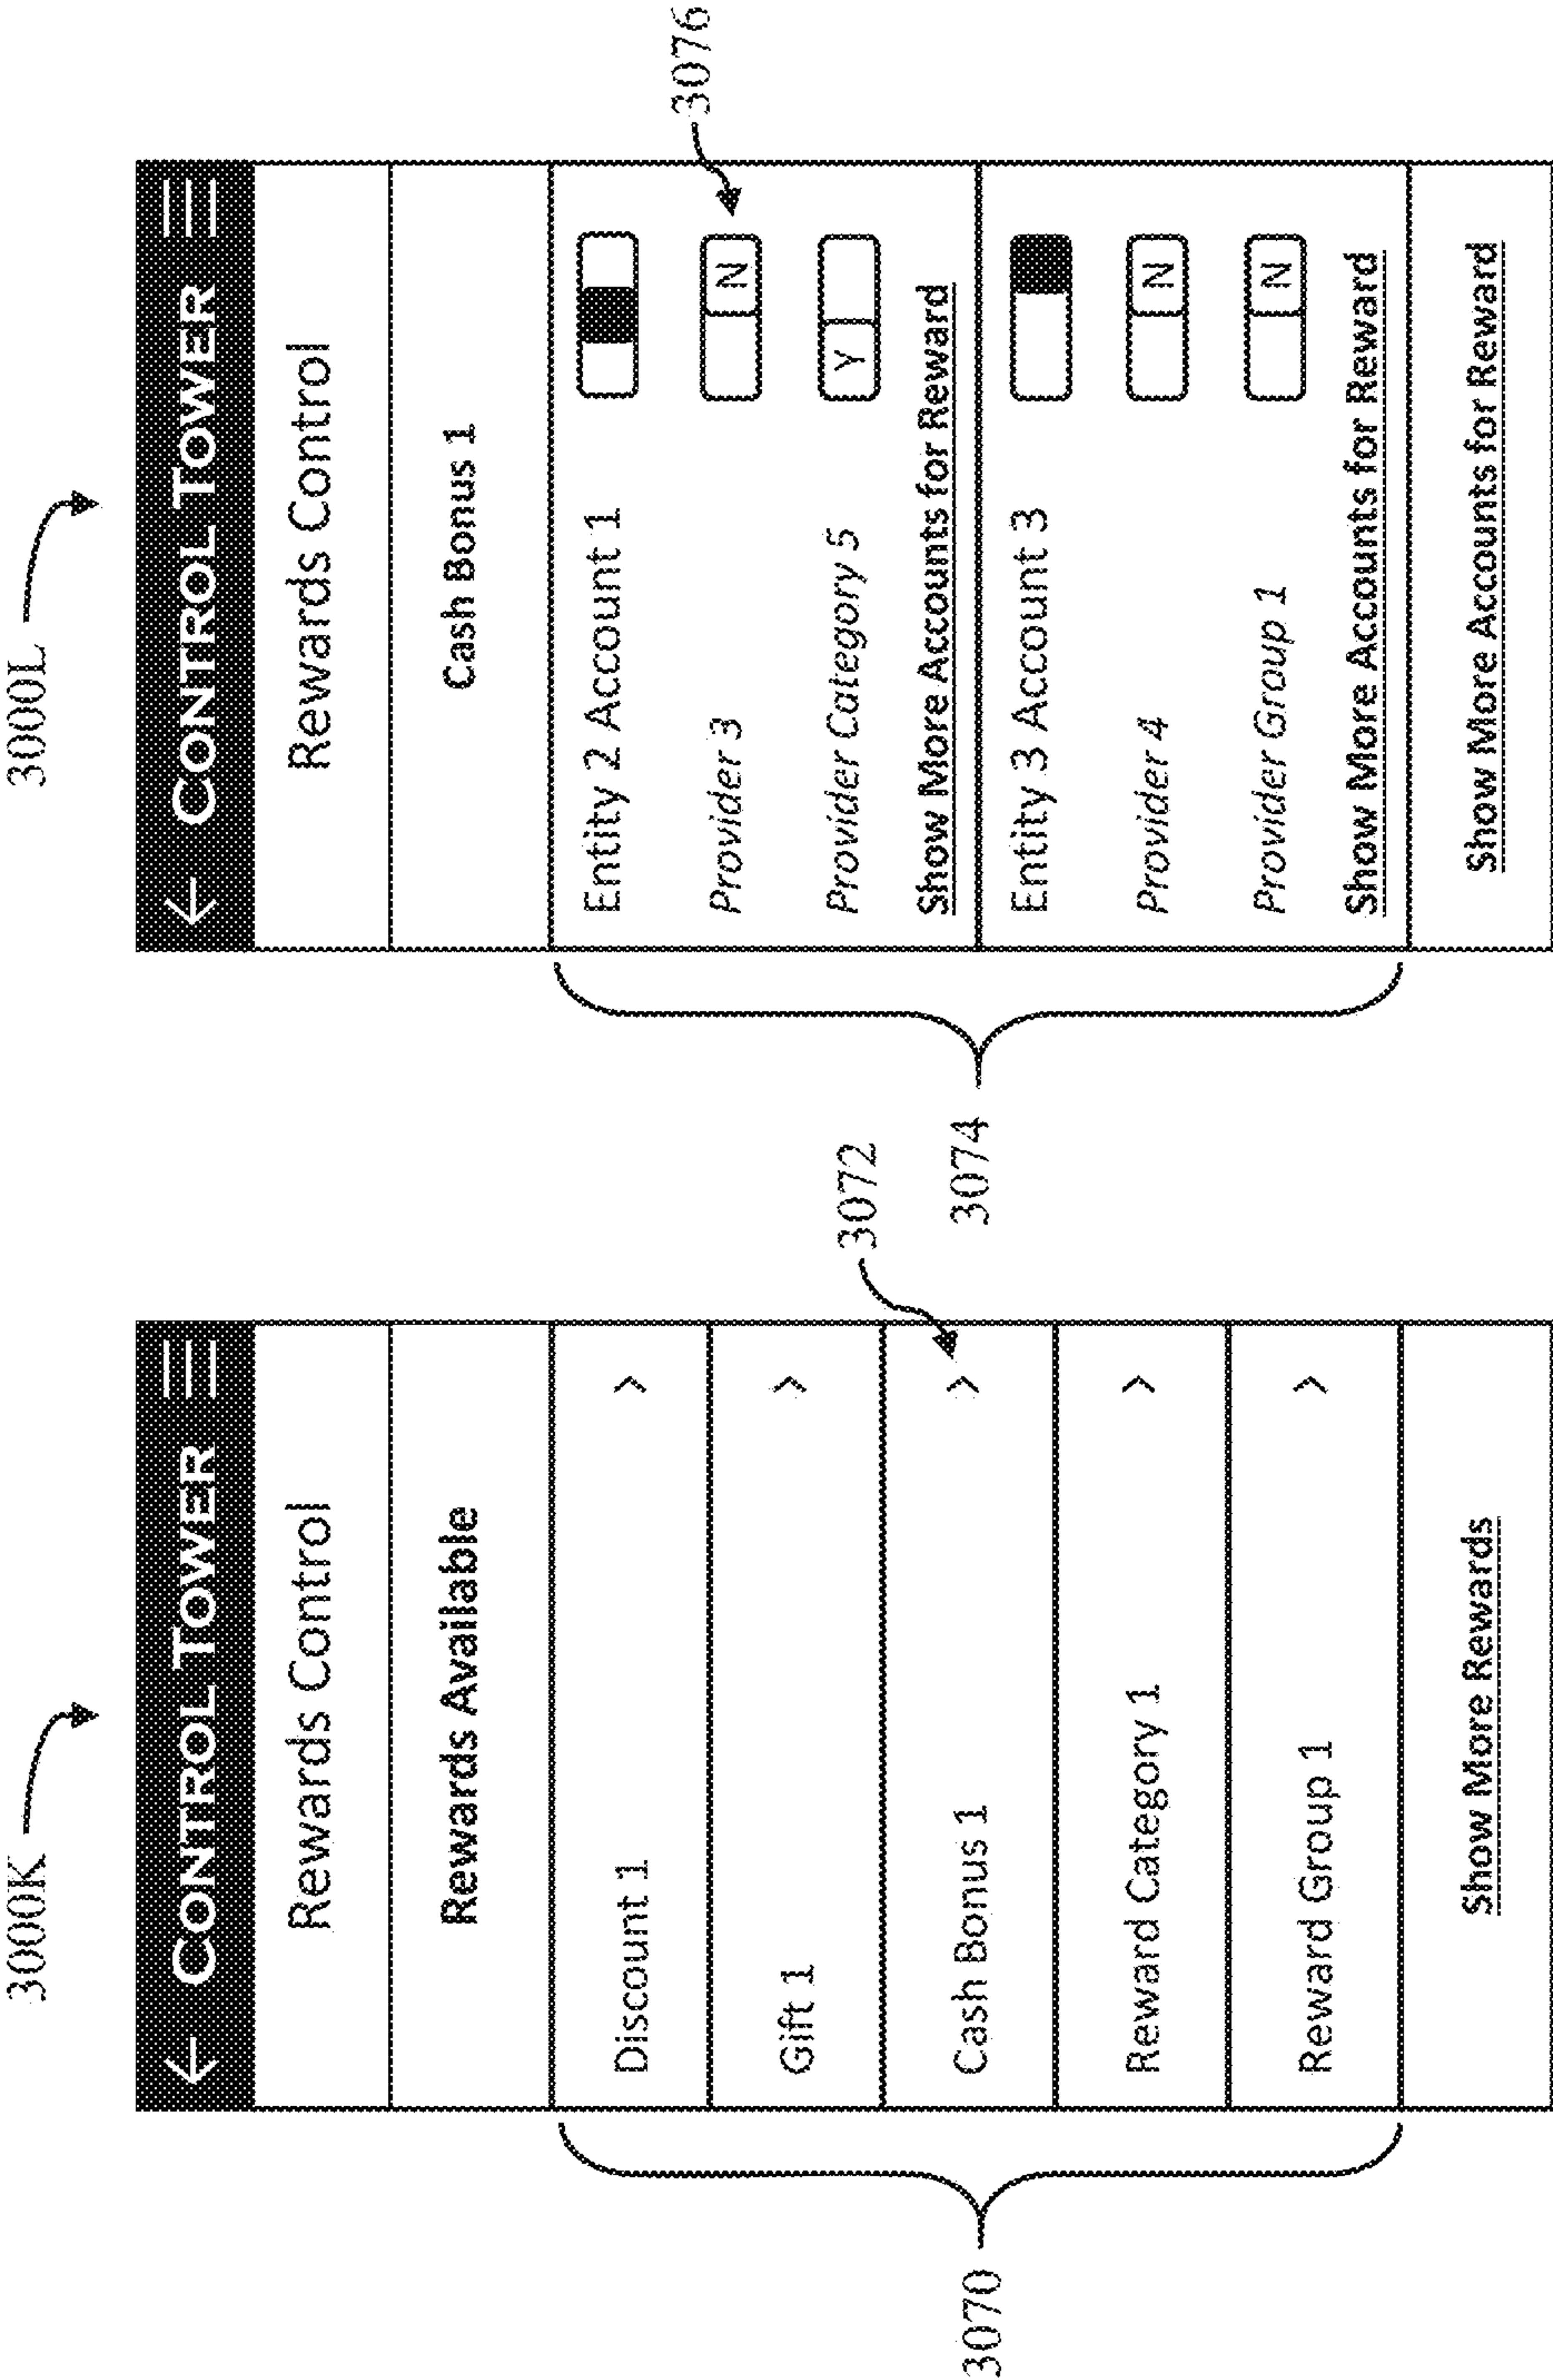 3000K
← CONTROL TOWER
Rewards Control
Rewards Available
Discount 1 >
Gift 1 >
Cash Bonus 1 >
Reward Category 1 >
Reward Group 1 >
Show More Rewards
3070
3072
3000L
← CONTROL TOWER
Rewards Control
Cash Bonus 1
Entity 2 Account 1
Provider 3 N
Provider Category 5 Y
Show More Accounts for Reward
Entity 3 Account 3
Provider 4 N
Provider Group 1 N
Show More Accounts for Reward
Show More Accounts for Reward
3074
3076